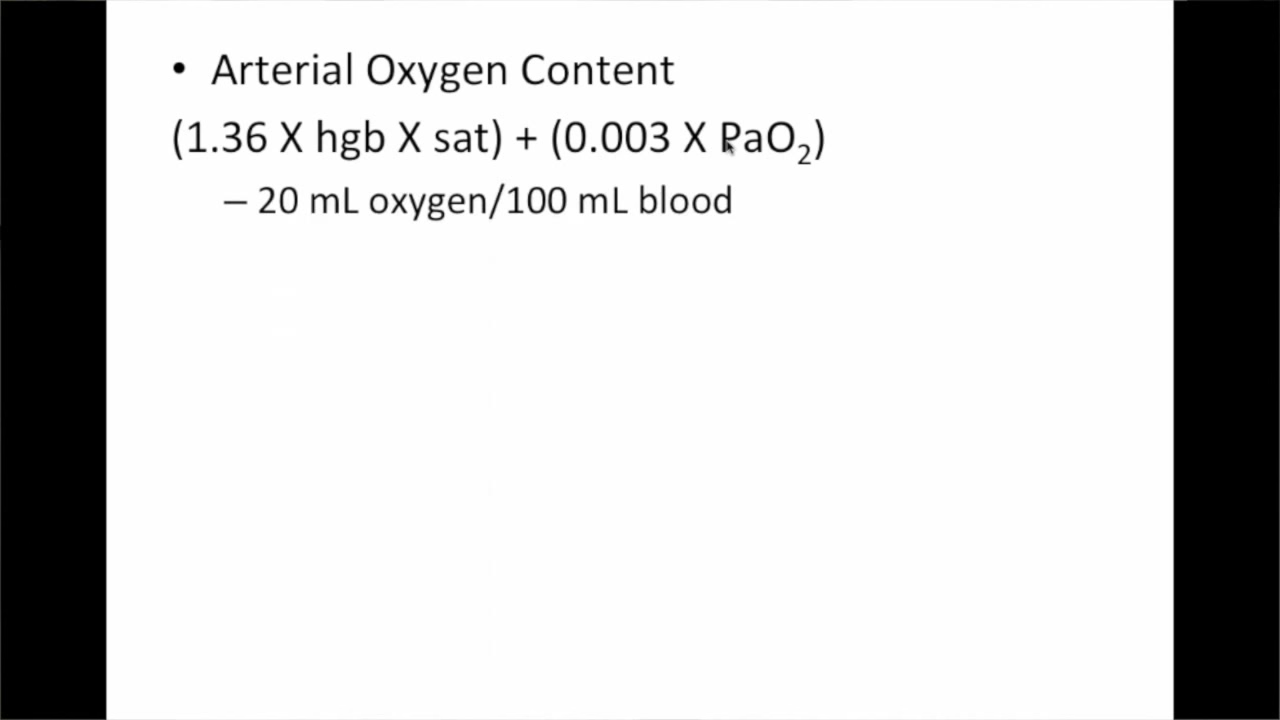 • Arterial Oxygen Content
(1.36 X hgb X sat) + (0.003 X PaO₂)
– 20 mL oxygen/100 mL blood